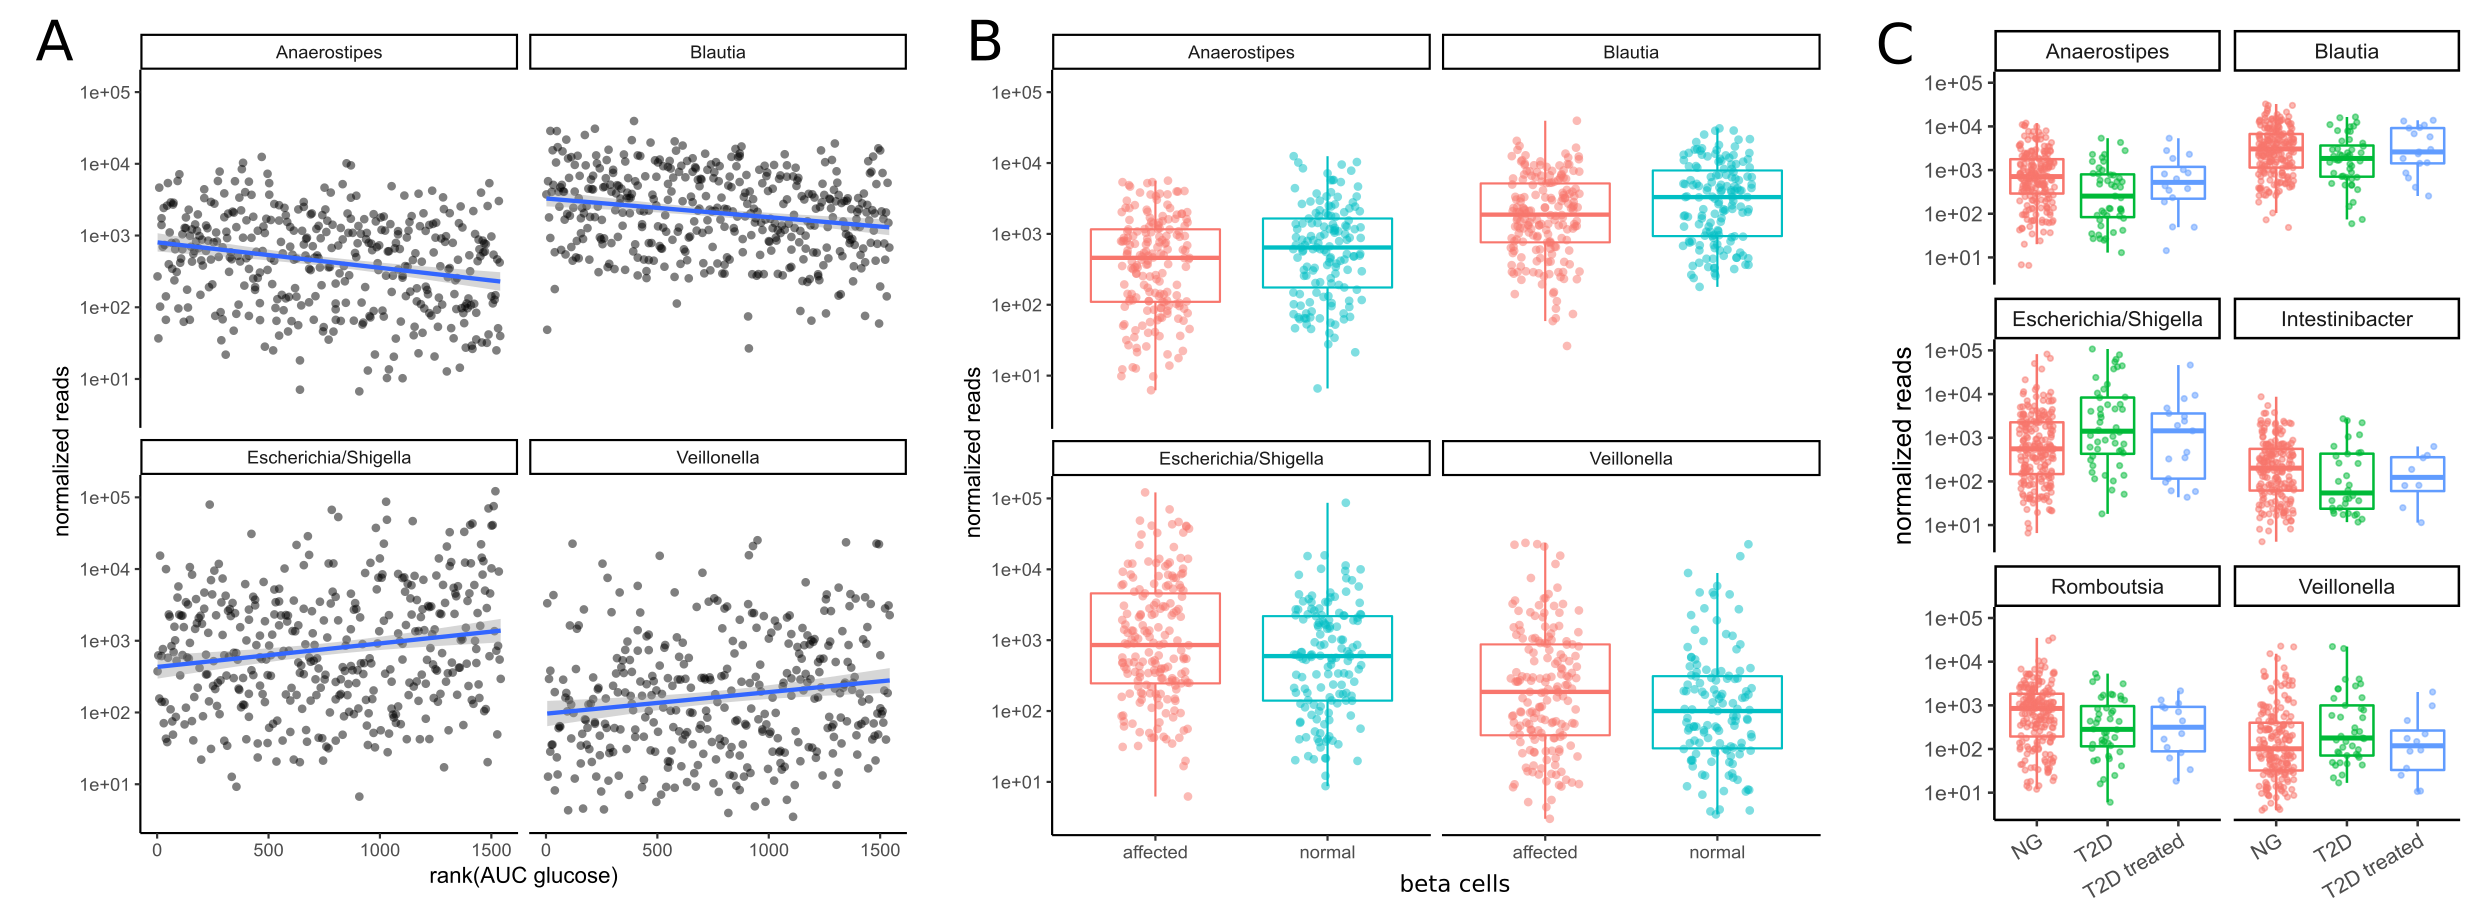 A
Anaerostipes
Blautia
1e+05
1e+04
1e+03
1e+02
1e+01
Escherichia/Shigella
Veillonella
1e+05
1e+04
1e+03
1e+02
1e+01
0
500
1000
1500
0
500
1000
1500
rank(AUC glucose)
normalized reads
B
Anaerostipes
Blautia
1e+05
1e+04
1e+03
1e+02
1e+01
Escherichia/Shigella
Veillonella
1e+05
1e+04
1e+03
1e+02
1e+01
affected
normal
affected
normal
beta cells
normalized reads
C
Anaerostipes
Blautia
1e+05
1e+04
1e+03
1e+02
1e+01
Escherichia/Shigella
Intestinibacter
1e+05
1e+04
1e+03
1e+02
1e+01
Romboutsia
Veillonella
1e+05
1e+04
1e+03
1e+02
1e+01
NG
T2D
T2D treated
NG
T2D
T2D treated
normalized reads